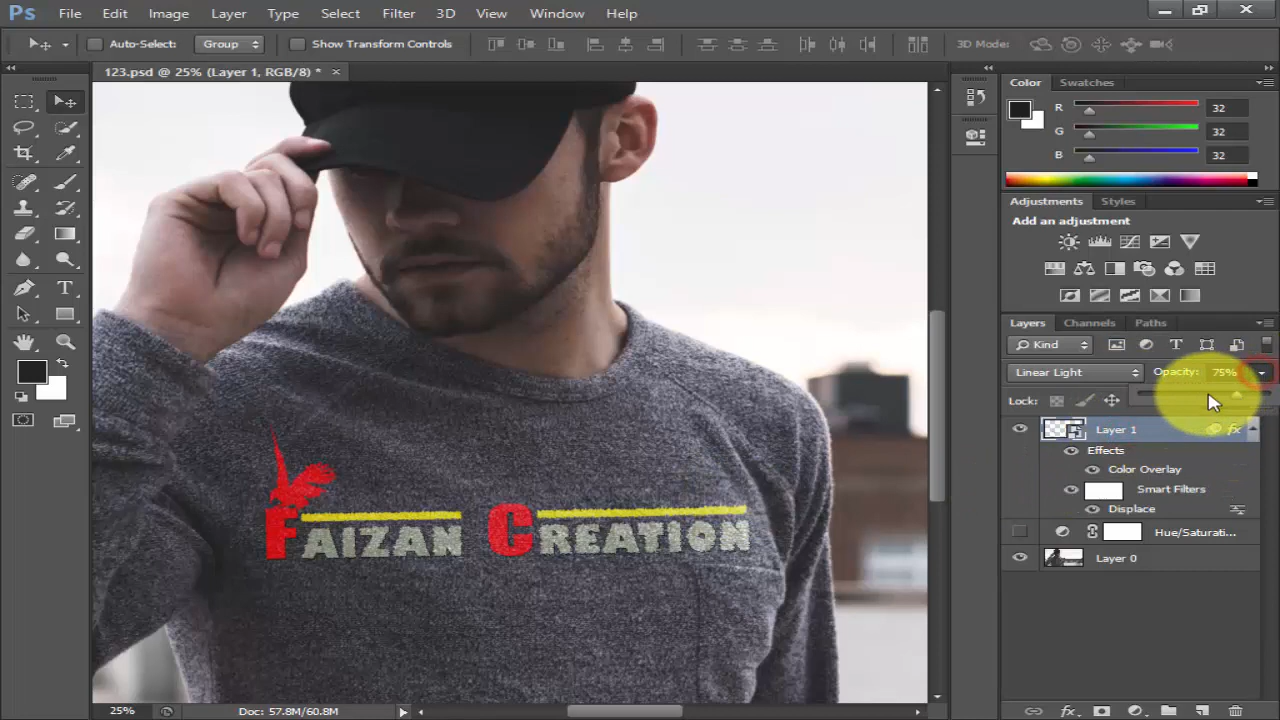 Ps File Edit Image Layer Type Select Filter 3D View Window Help
Auto-Select: Group Show Transform Controls 3D Mode:
123.psd @ 25% (Layer 1, RGB/8) * ×
Color Swatches
R 32
G 32
B 32
Adjustments Styles
Add an adjustment
Layers Channels Paths
Kind
Linear Light Opacity: 75%
Lock:
Layer 1 fx
Effects
Color Overlay
Smart Filters
Displace
Hue/Saturati...
Layer 0
FAIZAN CREATION
25% Doc: 57.8M/60.8M
fx